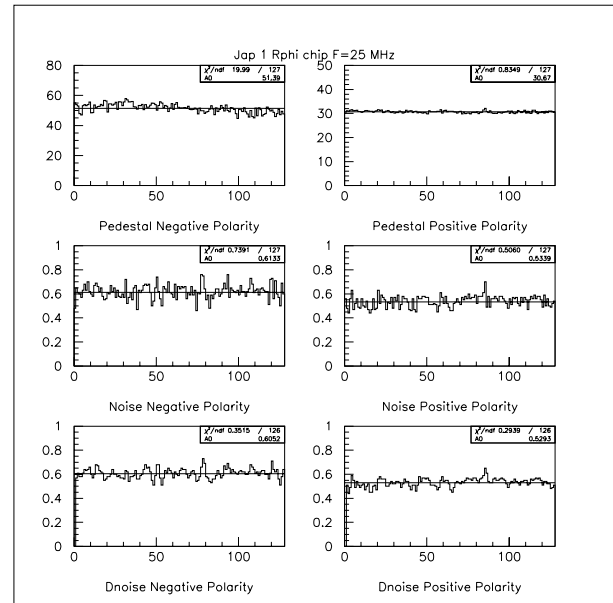 Jap 1 Rphi chip F=25 MHz
χ²/ndf 19.99 / 127
A0 51.39
80
60
40
20
0
0 50 100
Pedestal Negative Polarity
χ²/ndf 0.8349 / 127
A0 30.67
50
40
30
20
10
0
0 50 100
Pedestal Positive Polarity
χ²/ndf 0.7391 / 127
A0 0.6133
1
0.8
0.6
0.4
0.2
0
0 50 100
Noise Negative Polarity
χ²/ndf 0.5060 / 127
A0 0.5339
1
0.8
0.6
0.4
0.2
0
0 50 100
Noise Positive Polarity
χ²/ndf 0.3515 / 126
A0 0.6052
1
0.8
0.6
0.4
0.2
0
0 50 100
Dnoise Negative Polarity
χ²/ndf 0.2939 / 126
A0 0.5293
1
0.8
0.6
0.4
0.2
0
0 50 100
Dnoise Positive Polarity